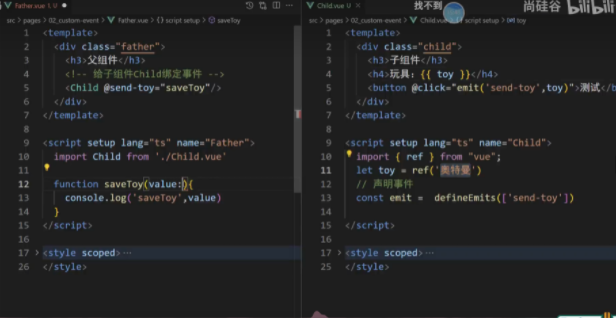 Father.vue 1
src > pages > 02_custom-event > Father.vue > {} script setup > saveToy
1 <template>
2 <div class="father">
3 <h3>父组件</h3>
4 <!-- 给子组件Child绑定事件 -->
5 <Child @send-toy="saveToy"/>
6 </div>
7 </template>
8
9 <script setup lang="ts" name="Father">
10 import Child from './Child.vue'
11
12 function saveToy(value:){
13 console.log('saveToy',value)
14 }
15 </script>
16
17 > <style scoped>…
26 </style>
Child.vue U
找不到
尚硅谷 bilibili
src > pages > 02_custom-event > Child.vue > {} script setup > toy
1 <template>
2 <div class="child">
3 <h3>子组件</h3>
4 <h4>玩具：{{ toy }}</h4>
5 <button @click="emit('send-toy',toy)">测试</b
6 </div>
7 </template>
8
9 <script setup lang="ts" name="Child">
10 import { ref } from "vue";
11 let toy = ref('奥特曼')
12 // 声明事件
13 const emit =  defineEmits(['send-toy'])
14
15 </script>
16
17 > <style scoped>…
25 </style>